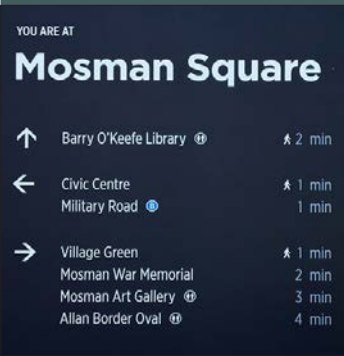 YOU ARE AT
Mosman Square
↑ Barry O'Keefe Library 2 min
← Civic Centre 1 min
Military Road B 1 min
→ Village Green 1 min
Mosman War Memorial 2 min
Mosman Art Gallery 3 min
Allan Border Oval 4 min